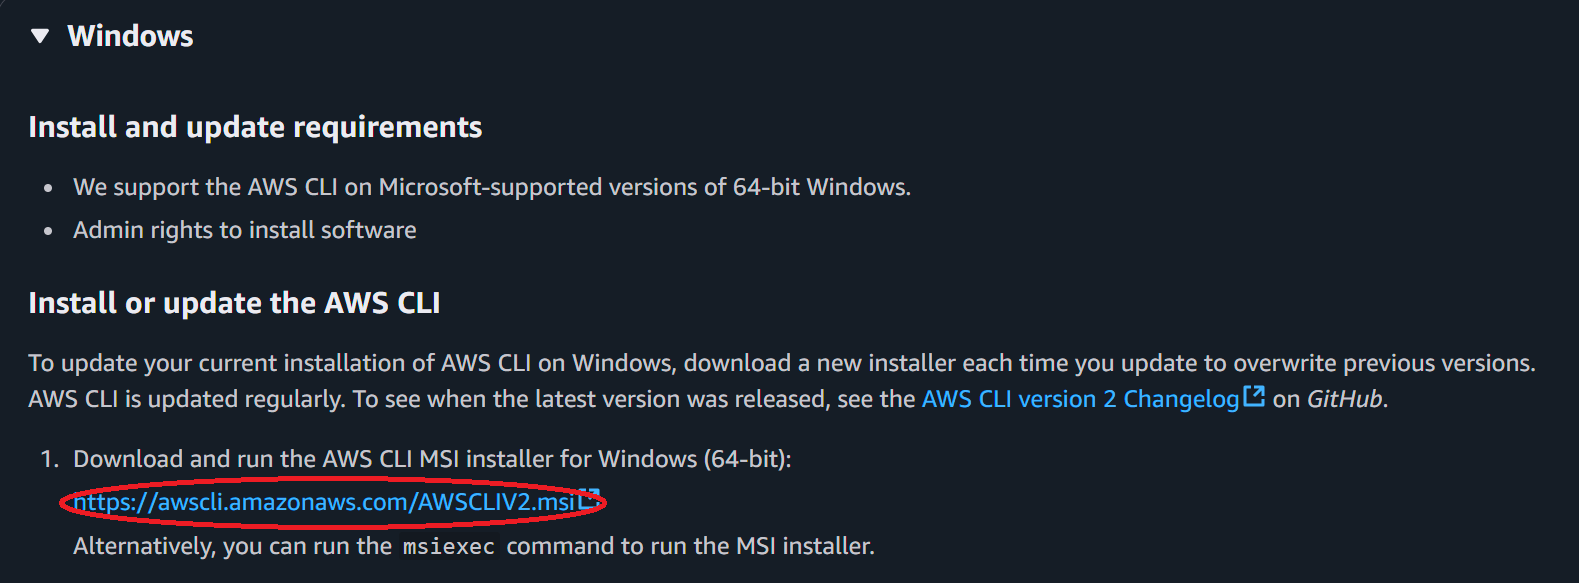 Windows
Install and update requirements
• We support the AWS CLI on Microsoft-supported versions of 64-bit Windows.
• Admin rights to install software
Install or update the AWS CLI
To update your current installation of AWS CLI on Windows, download a new installer each time you update to overwrite previous versions.
AWS CLI is updated regularly. To see when the latest version was released, see the AWS CLI version 2 Changelog on GitHub.
1. Download and run the AWS CLI MSI installer for Windows (64-bit):
https://awscli.amazonaws.com/AWSCLIV2.msi
Alternatively, you can run the msiexec command to run the MSI installer.